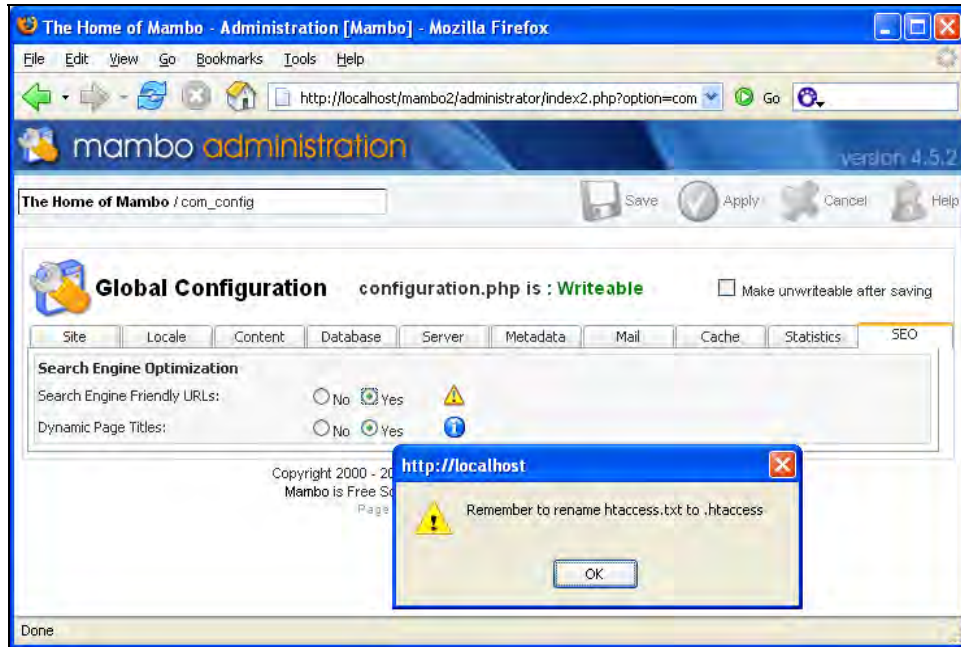 The Home of Mambo - Administration [Mambo] - Mozilla Firefox
File Edit View Go Bookmarks Tools Help
http://localhost/mambo2/administrator/index2.php?option=com Go
mambo administration
version 4.5.2
The Home of Mambo / com_config Save Apply Cancel Help
Global Configuration configuration.php is : Writeable Make unwriteable after saving
Site Locale Content Database Server Metadata Mail Cache Statistics SEO
Search Engine Optimization
Search Engine Friendly URLs: No Yes
Dynamic Page Titles: No Yes
Copyright 2000 - 20
Mambo is Free So
Page
http://localhost
Remember to rename htaccess.txt to .htaccess
OK
Done